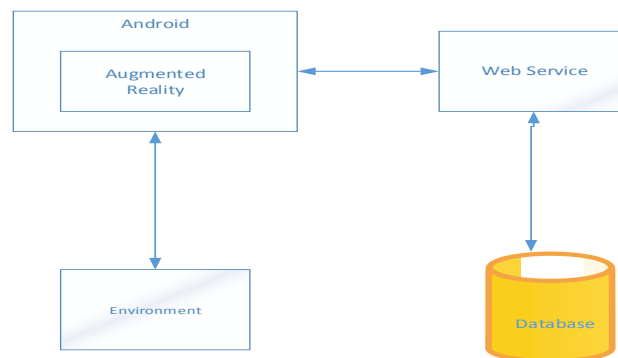 Android
Augmented
Reality
Web Service
Environment
Database